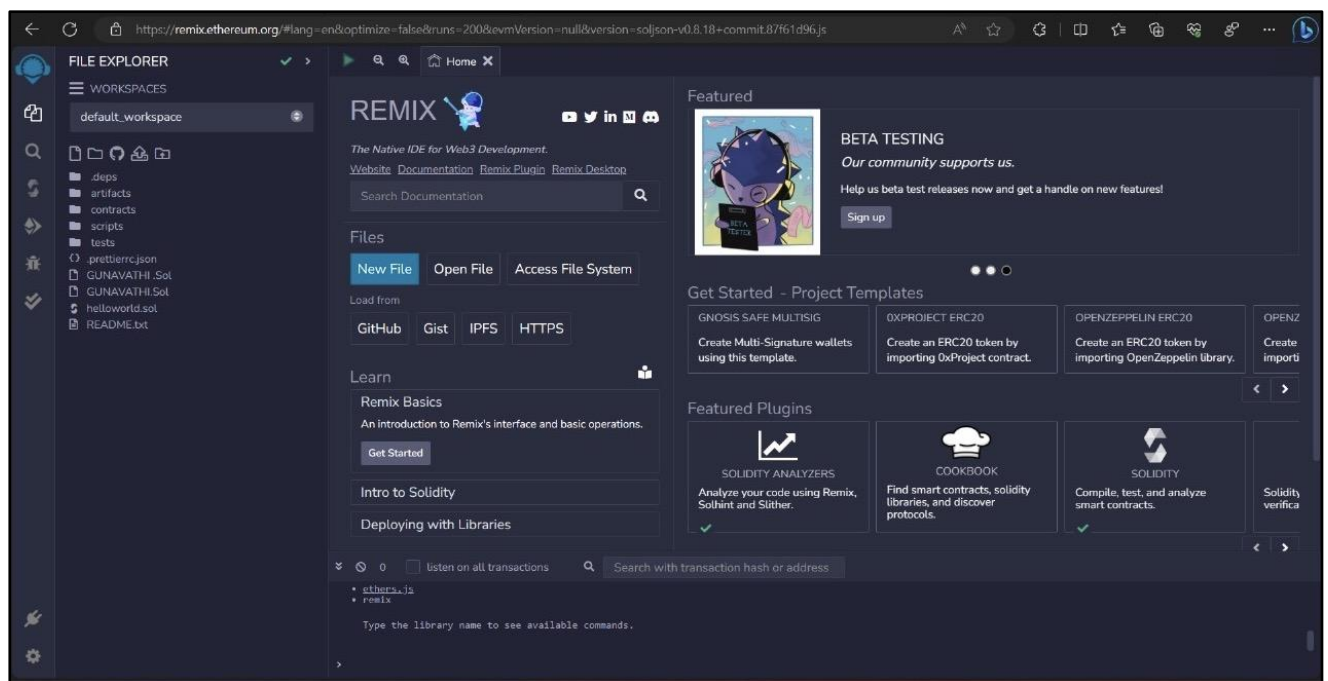 https://remix.ethereum.org/#lang=en&optimize=false&runs=200&evmVersion=null&version=soljson-v0.8.18+commit.87f61d96.js
FILE EXPLORER
WORKSPACES
default_workspace
.deps
artifacts
contracts
scripts
tests
.prettierrc.json
GUNAVATHI .Sol
GUNAVATHI.Sol
helloworld.sol
README.txt
Home
REMIX
The Native IDE for Web3 Development.
Website Documentation Remix Plugin Remix Desktop
Search Documentation
Files
New File Open File Access File System
Load from
GitHub Gist IPFS HTTPS
Learn
Remix Basics
An introduction to Remix's interface and basic operations.
Get Started
Intro to Solidity
Deploying with Libraries
Featured
BETA TESTER
BETA TESTING
Our community supports us.
Help us beta test releases now and get a handle on new features!
Sign up
Get Started - Project Templates
GNOSIS SAFE MULTISIG
Create Multi-Signature wallets
using this template.
0XPROJECT ERC20
Create an ERC20 token by
importing 0xProject contract.
OPENZEPPELIN ERC20
Create an ERC20 token by
importing OpenZeppelin library.
OPENZ
Create
importi
Featured Plugins
SOLIDITY ANALYZERS
Analyze your code using Remix,
Solhint and Slither.
COOKBOOK
Find smart contracts, solidity
libraries, and discover
protocols.
SOLIDITY
Compile, test, and analyze
smart contracts.
Solidity
verifica
0 listen on all transactions Search with transaction hash or address
ethers.js
remix
Type the library name to see available commands.
>